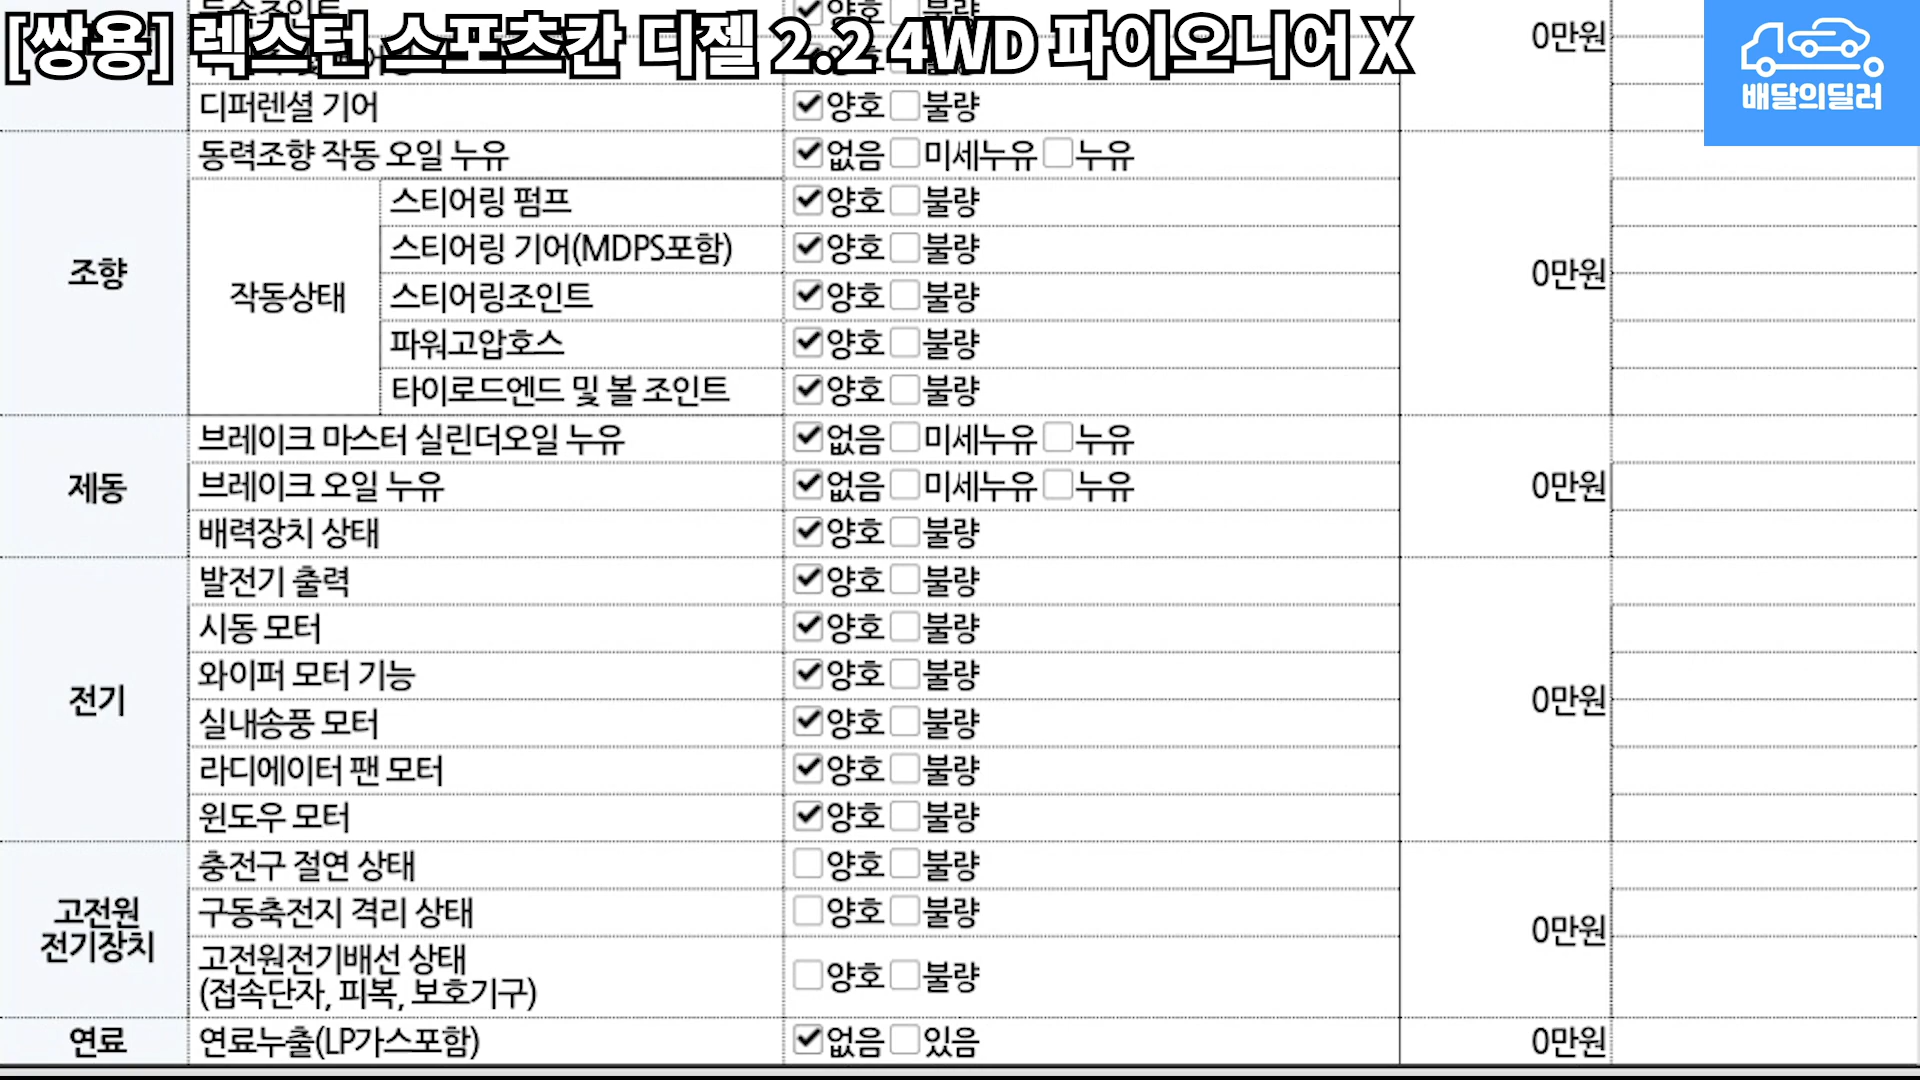 [쌍용] 렉스턴 스포츠칸 디젤 2.2 4WD 파이오니어 X
배달의딜러
0만원
디퍼렌셜 기어 양호 불량
조향
동력조향 작동 오일 누유 없음 미세누유 누유
작동상태
스티어링 펌프 양호 불량
스티어링 기어(MDPS포함) 양호 불량
스티어링조인트 양호 불량
파워고압호스 양호 불량
타이로드엔드 및 볼 조인트 양호 불량
0만원
제동
브레이크 마스터 실린더오일 누유 없음 미세누유 누유
브레이크 오일 누유 없음 미세누유 누유
배력장치 상태 양호 불량
0만원
전기
발전기 출력 양호 불량
시동 모터 양호 불량
와이퍼 모터 기능 양호 불량
실내송풍 모터 양호 불량
라디에이터 팬 모터 양호 불량
윈도우 모터 양호 불량
0만원
고전원
전기장치
충전구 절연 상태 양호 불량
구동축전지 격리 상태 양호 불량
고전원전기배선 상태
(접속단자, 피복, 보호기구) 양호 불량
0만원
연료
연료누출(LP가스포함) 없음 있음
0만원